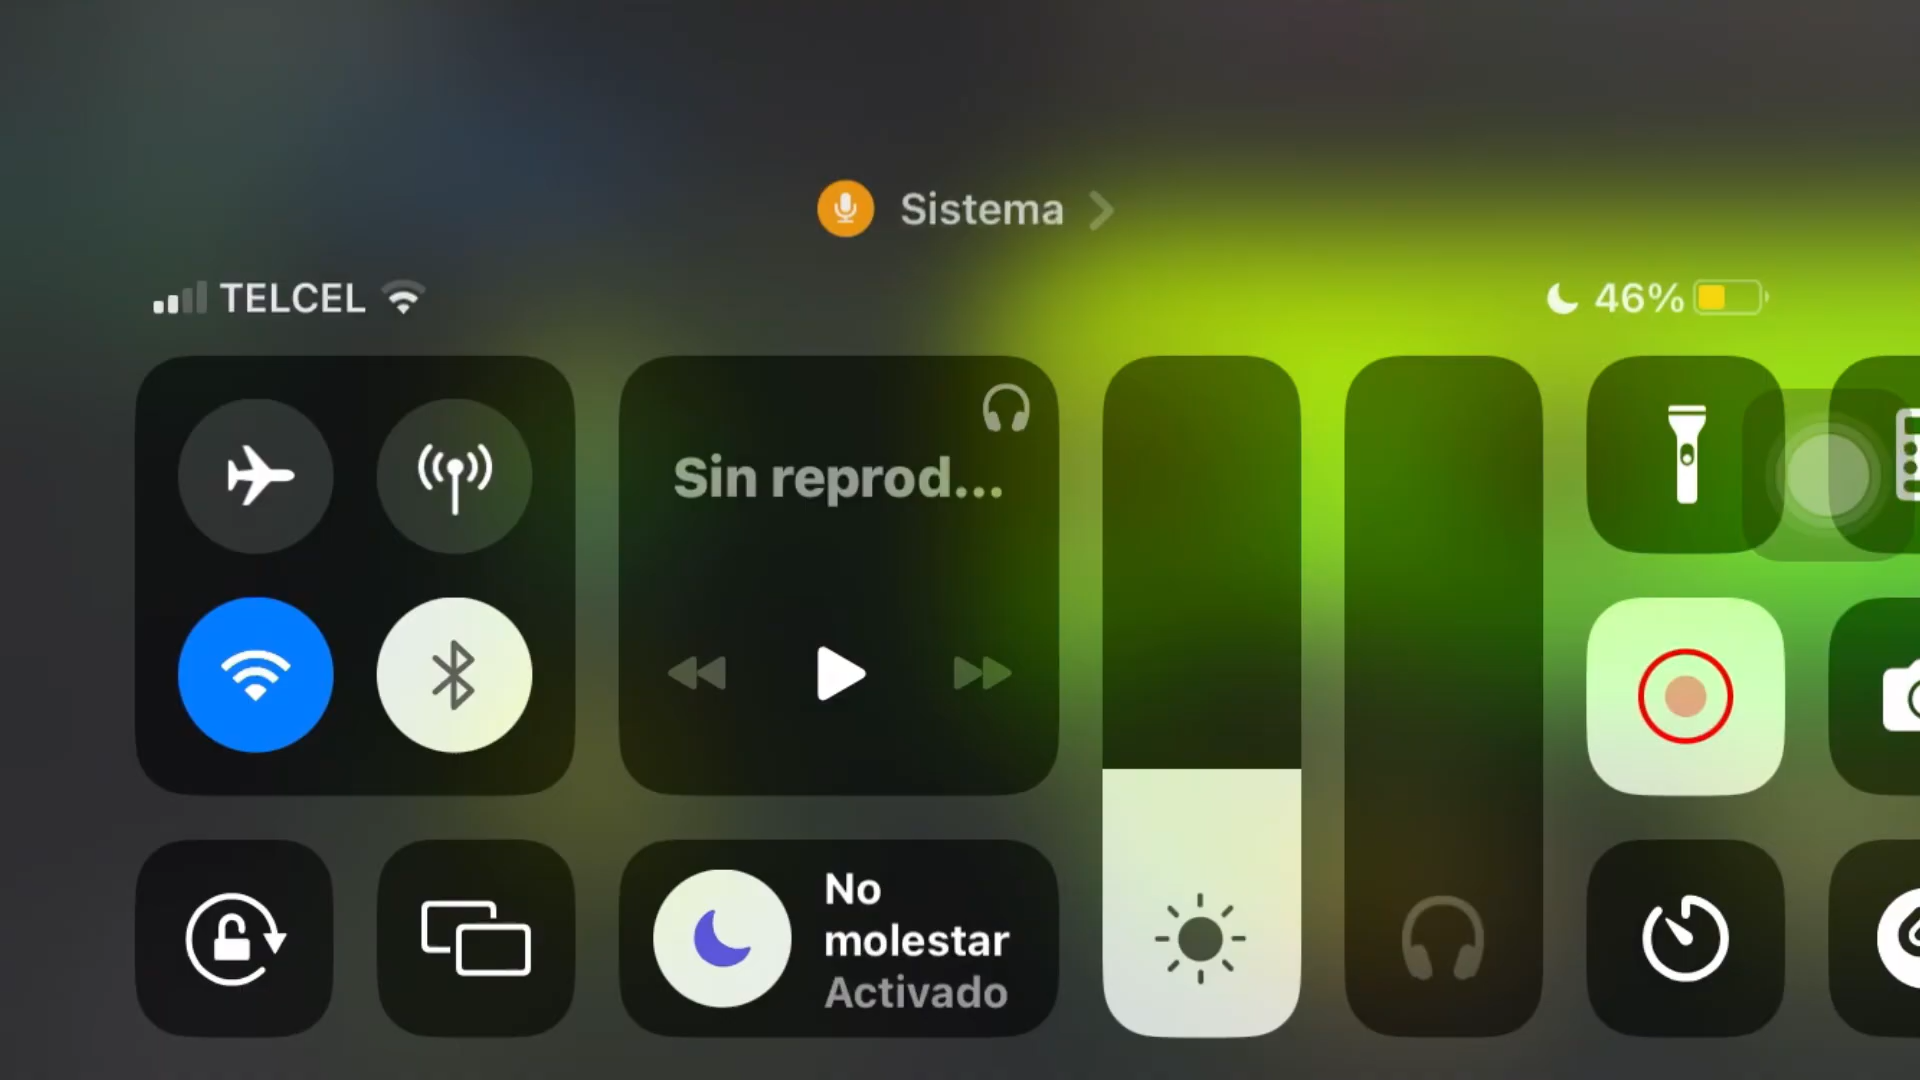 Sistema
TELCEL
46%
Sin reprod...
No
molestar
Activado